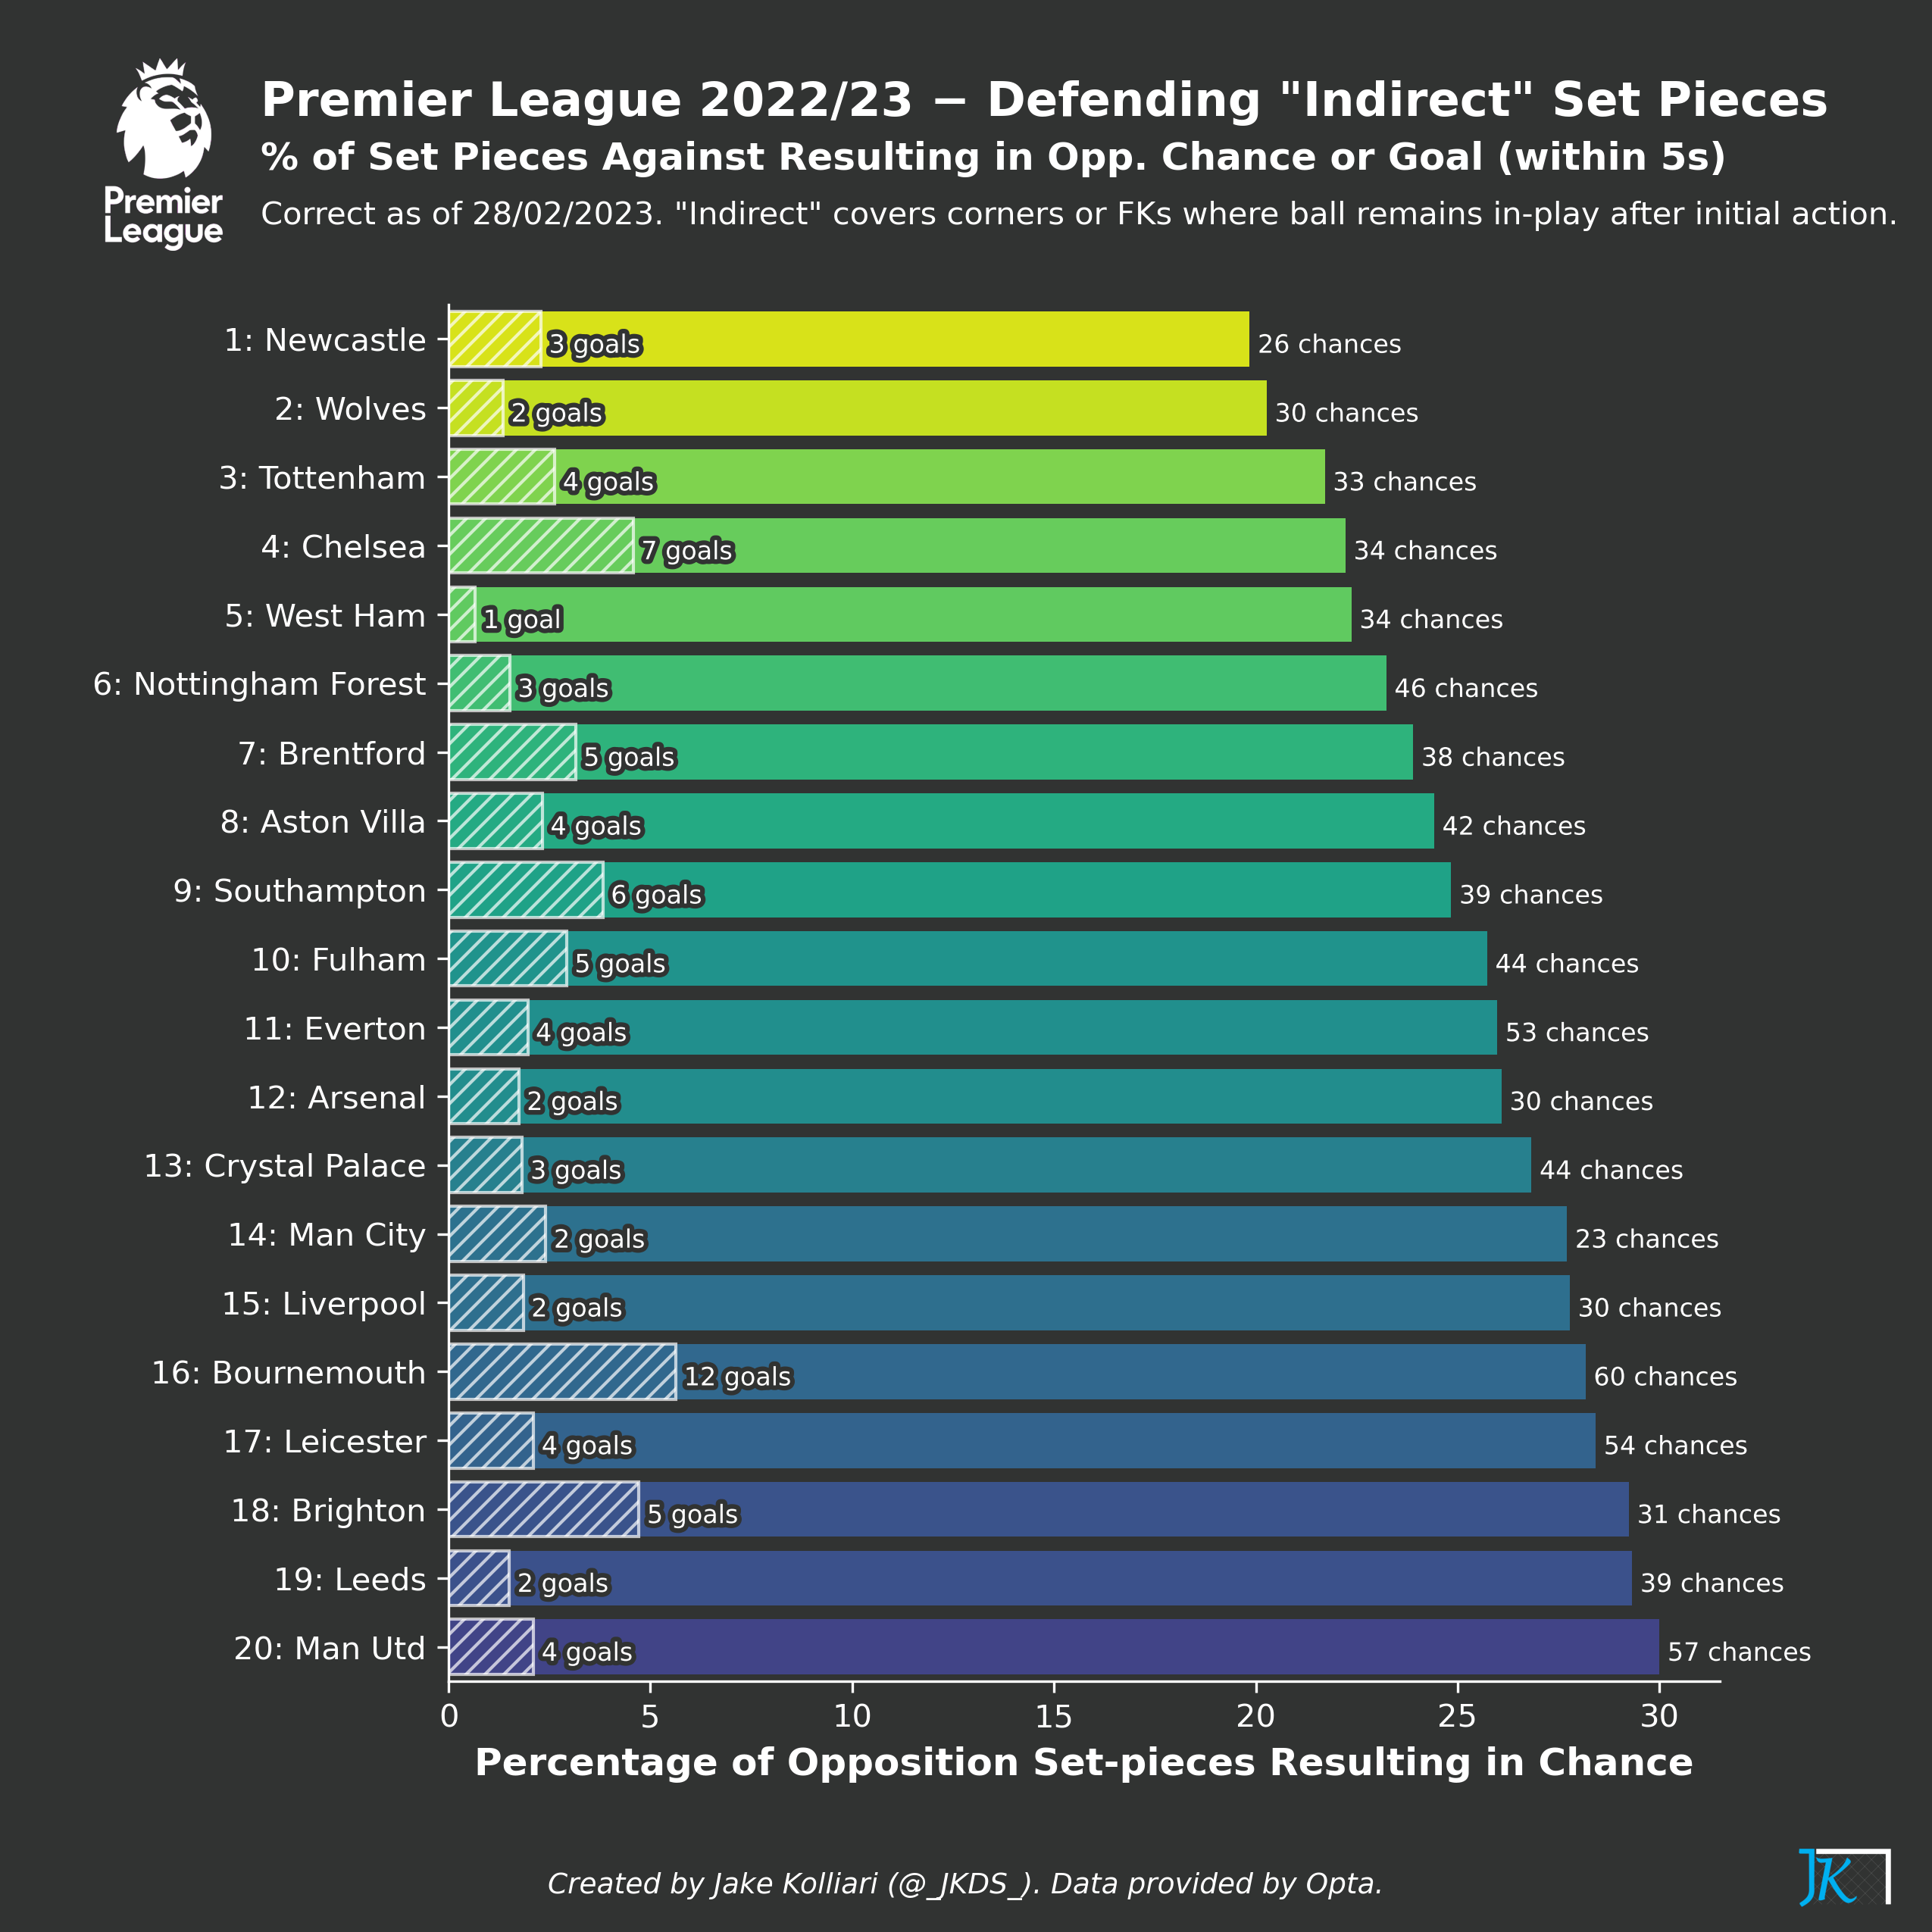 Premier League 2022/23 − Defending "Indirect" Set Pieces
% of Set Pieces Against Resulting in Opp. Chance or Goal (within 5s)
Correct as of 28/02/2023. "Indirect" covers corners or FKs where ball remains in-play after initial action.
Premier
League
1: Newcastle 3 goals 26 chances
2: Wolves 2 goals 30 chances
3: Tottenham 4 goals 33 chances
4: Chelsea 7 goals 34 chances
5: West Ham 1 goal 34 chances
6: Nottingham Forest 3 goals 46 chances
7: Brentford 5 goals 38 chances
8: Aston Villa 4 goals 42 chances
9: Southampton 6 goals 39 chances
10: Fulham 5 goals 44 chances
11: Everton 4 goals 53 chances
12: Arsenal 2 goals 30 chances
13: Crystal Palace 3 goals 44 chances
14: Man City 2 goals 23 chances
15: Liverpool 2 goals 30 chances
16: Bournemouth 12 goals 60 chances
17: Leicester 4 goals 54 chances
18: Brighton 5 goals 31 chances
19: Leeds 2 goals 39 chances
20: Man Utd 4 goals 57 chances
0 5 10 15 20 25 30
Percentage of Opposition Set-pieces Resulting in Chance
Created by Jake Kolliari (@_JKDS_). Data provided by Opta.
JK